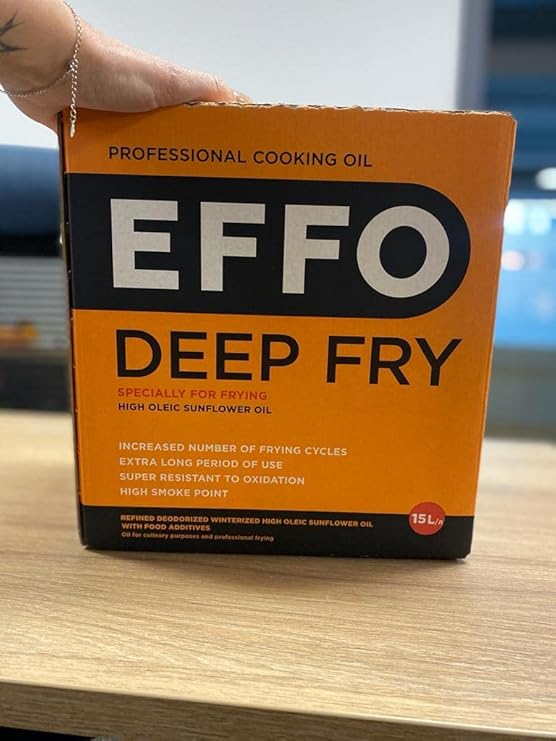 PROFESSIONAL COOKING OIL
EFFO
DEEP FRY
SPECIALLY FOR FRYING
HIGH OLEIC SUNFLOWER OIL
INCREASED NUMBER OF FRYING CYCLES
EXTRA LONG PERIOD OF USE
SUPER RESISTANT TO OXIDATION
HIGH SMOKE POINT
REFINED DEODORIZED WINTERIZED HIGH OLEIC SUNFLOWER OIL
WITH FOOD ADDITIVES
Oil for culinary purposes and professional frying
15 L/л